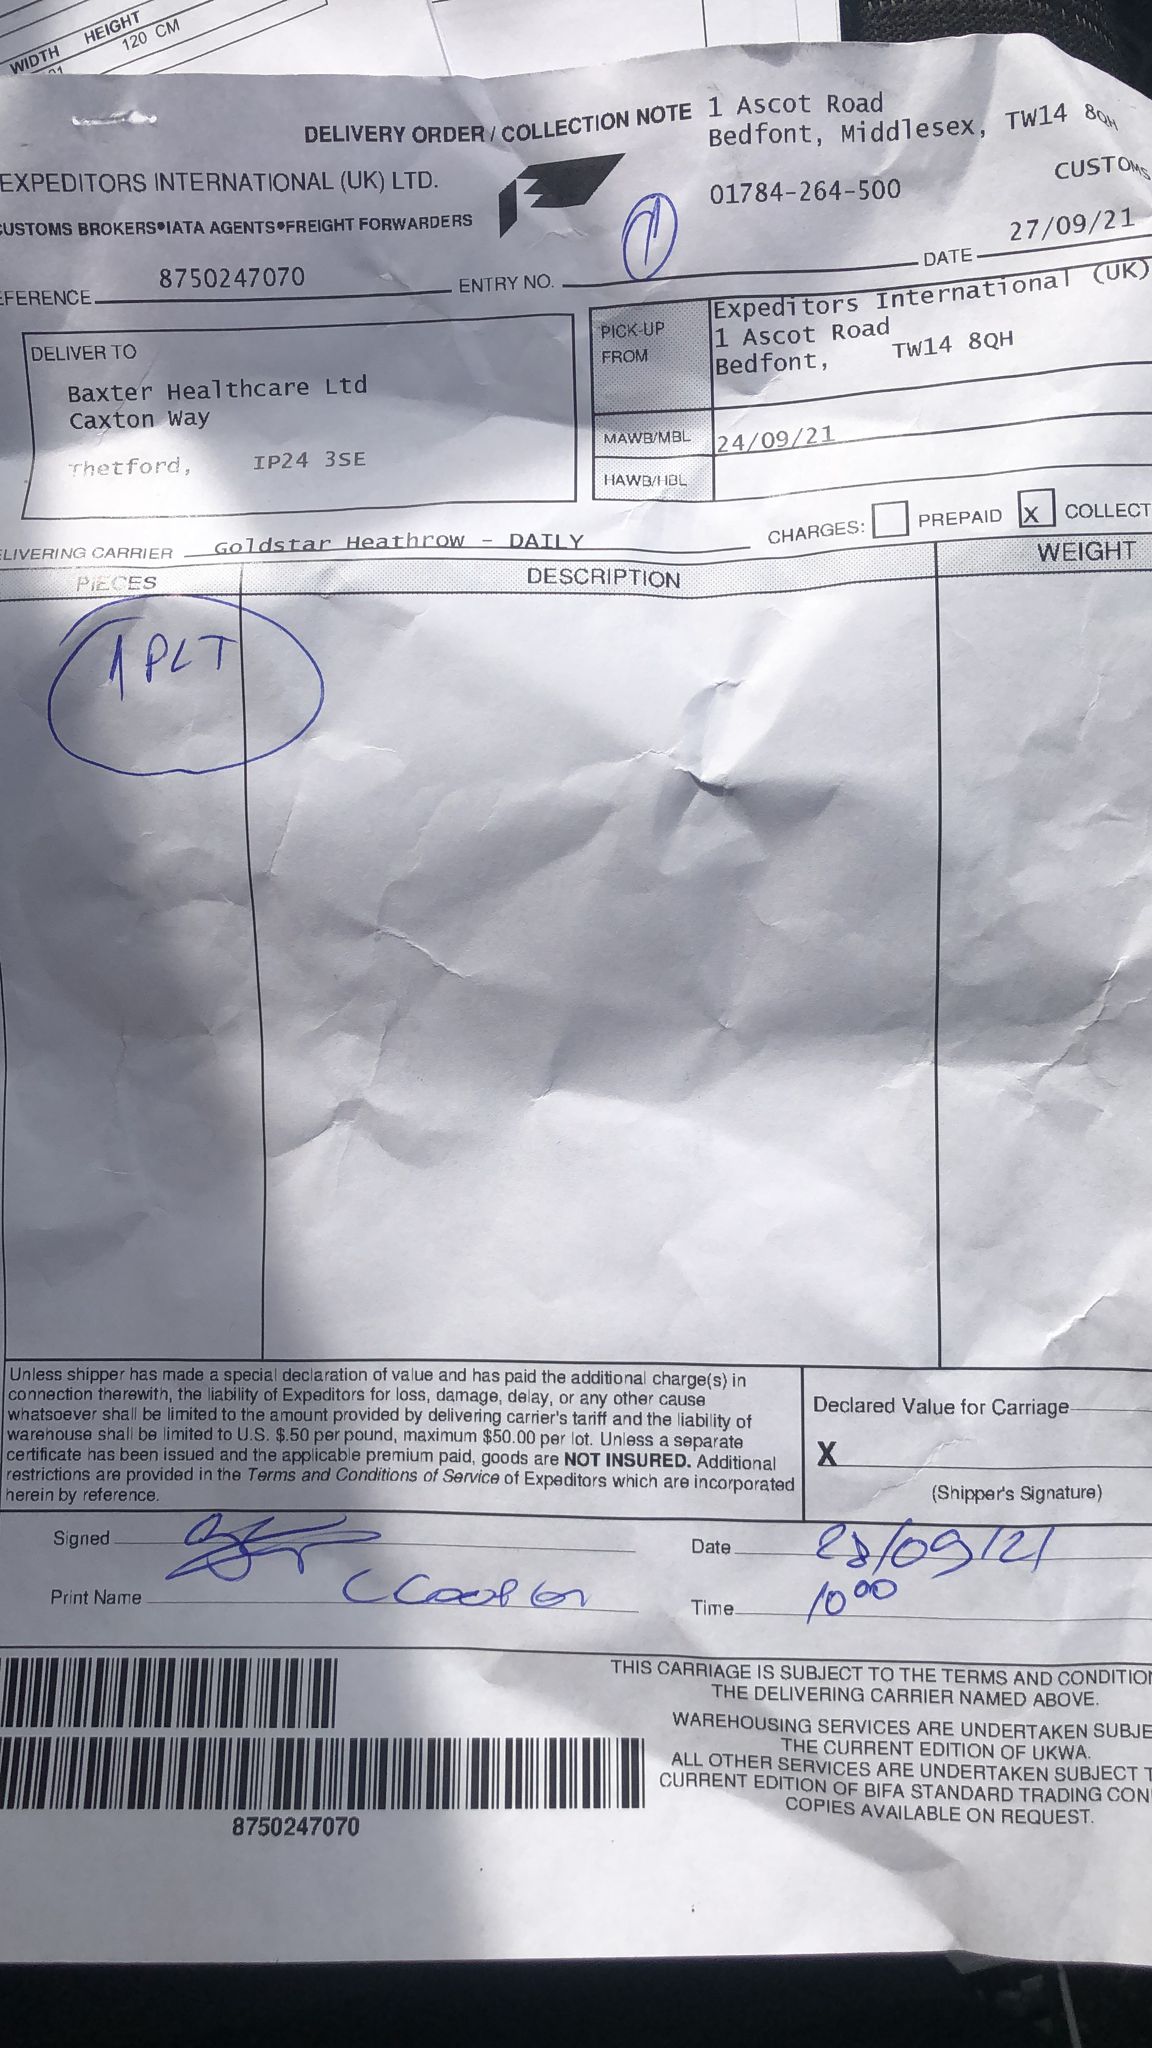 WIDTH HEIGHT
120 CM
DELIVERY ORDER / COLLECTION NOTE
1 Ascot Road
Bedfont, Middlesex, TW14 8QH
EXPEDITORS INTERNATIONAL (UK) LTD.
01784-264-500
CUSTOMS
CUSTOMS BROKERS•IATA AGENTS•FREIGHT FORWARDERS
1
EFERENCE 8750247070 ENTRY NO. DATE 27/09/21
DELIVER TO
Baxter Healthcare Ltd
Caxton Way
Thetford, IP24 3SE
PICK-UP
FROM
Expeditors International (UK)
1 Ascot Road
Bedfont, TW14 8QH
MAWB/MBL 24/09/21
HAWB/HBL
ELIVERING CARRIER Goldstar Heathrow - DAILY
CHARGES: PREPAID X COLLECT
PIECES DESCRIPTION WEIGHT
1 PLT
Unless shipper has made a special declaration of value and has paid the additional charge(s) in
connection therewith, the liability of Expeditors for loss, damage, delay, or any other cause
whatsoever shall be limited to the amount provided by delivering carrier's tariff and the liability of
warehouse shall be limited to U.S. $.50 per pound, maximum $50.00 per lot. Unless a separate
certificate has been issued and the applicable premium paid, goods are NOT INSURED. Additional
restrictions are provided in the Terms and Conditions of Service of Expeditors which are incorporated
herein by reference.
Declared Value for Carriage
X
(Shipper's Signature)
Signed
Date 28/09/21
Print Name
Time 10 00
THIS CARRIAGE IS SUBJECT TO THE TERMS AND CONDITION
THE DELIVERING CARRIER NAMED ABOVE.
WAREHOUSING SERVICES ARE UNDERTAKEN SUBJE
THE CURRENT EDITION OF UKWA.
ALL OTHER SERVICES ARE UNDERTAKEN SUBJECT T
CURRENT EDITION OF BIFA STANDARD TRADING CON
COPIES AVAILABLE ON REQUEST.
8750247070